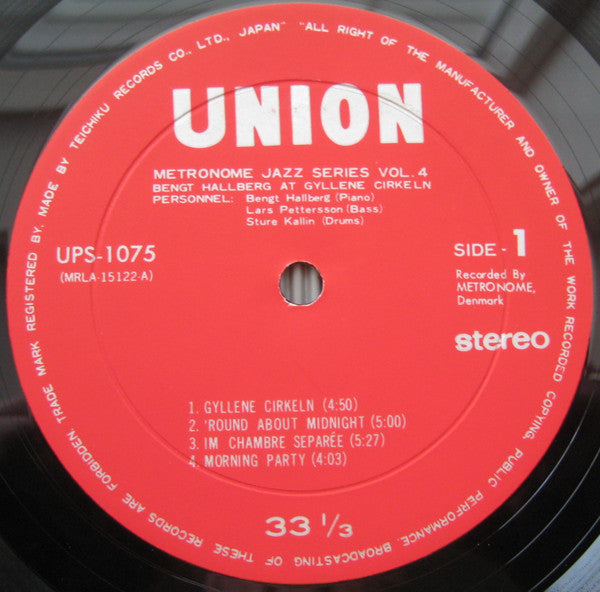 TRADE MARK REGISTERED BY. MADE BY TEICHIKU RECORDS CO., LTD., JAPAN" "ALL RIGHT OF THE MANUFACTURER AND OWNER OF THE WORK RECORDED COPYING, PUBLIC PERFORMANCE, BROADCASTING OF THESE RECORDS ARE FORBIDDEN,
UNION
METRONOME JAZZ SERIES VOL. 4
BENGT HALLBERG AT GYLLENE CIRKELN
PERSONNEL: Bengt Hallberg (Piano)
Lars Pettersson (Bass)
Sture Kallin (Drums)
UPS-1075
(MRLA-15122-A)
SIDE - 1
Recorded By
METRONOME,
Denmark
stereo
1. GYLLENE CIRKELN (4:50)
2. 'ROUND ABOUT MIDNIGHT (5:00)
3. IM CHAMBRE SEPARÉE (5:27)
4. MORNING PARTY (4:03)
33 1/3